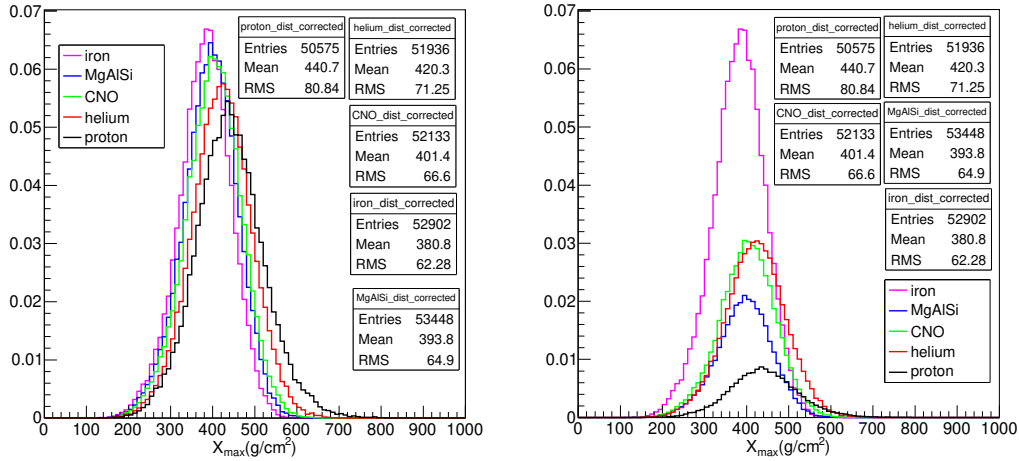 proton_dist_corrected
Entries 50575
Mean 440.7
RMS 80.84
helium_dist_corrected
Entries 51936
Mean 420.3
RMS 71.25
CNO_dist_corrected
Entries 52133
Mean 401.4
RMS 66.6
iron_dist_corrected
Entries 52902
Mean 380.8
RMS 62.28
MgAlSi_dist_corrected
Entries 53448
Mean 393.8
RMS 64.9
iron
MgAlSi
CNO
helium
proton
0.06
0.05
0.04
0.03
0.02
0.01
0
0 100 200 300 400 500 600 700 800 900 1000
X_max(g/cm²)
proton_dist_corrected
Entries 50575
Mean 440.7
RMS 80.84
helium_dist_corrected
Entries 51936
Mean 420.3
RMS 71.25
CNO_dist_corrected
Entries 52133
Mean 401.4
RMS 66.6
MgAlSi_dist_corrected
Entries 53448
Mean 393.8
RMS 64.9
iron_dist_corrected
Entries 52902
Mean 380.8
RMS 62.28
iron
MgAlSi
CNO
helium
proton
0.06
0.05
0.04
0.03
0.02
0.01
0
0 100 200 300 400 500 600 700 800 900 1000
X_max(g/cm²)